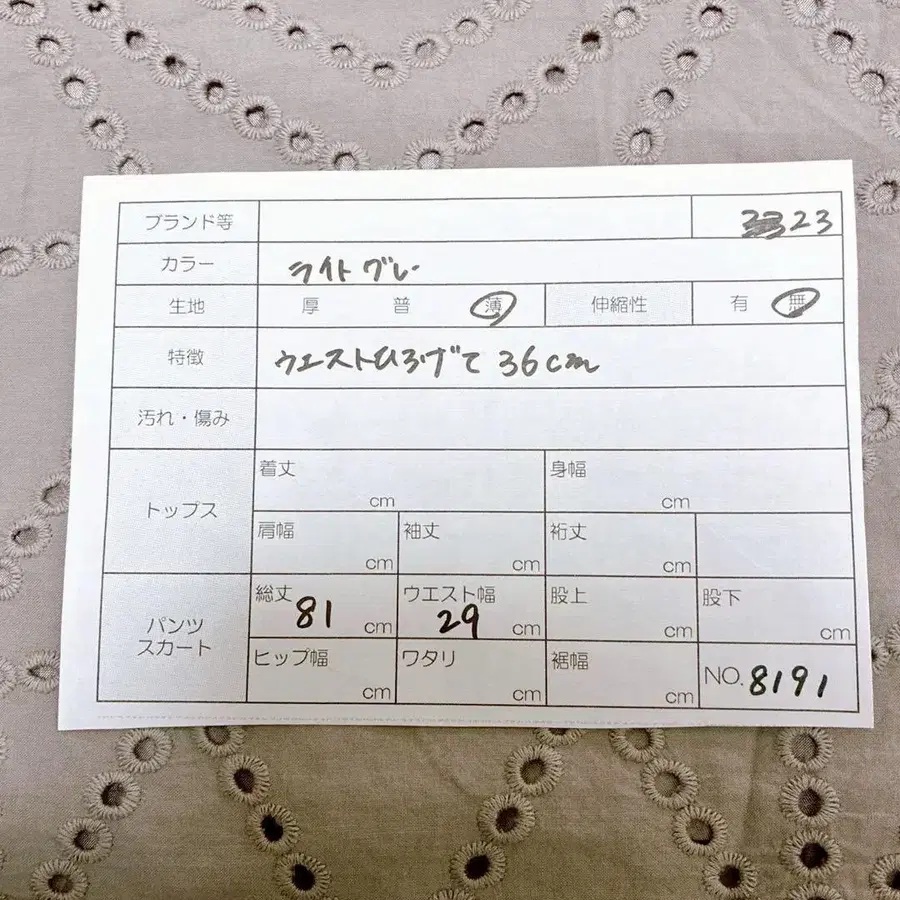 ブランド等 23
カラー ライトグレー
生地 厚 普 薄 伸縮性 有 無
特徴 ウエストひろげて 36cm
汚れ・傷み
トップス
着丈 cm 身幅 cm
肩幅 cm 袖丈 cm 裄丈 cm
パンツ
スカート
総丈 81 cm ウエスト幅 29 cm 股上 cm 股下 cm
ヒップ幅 cm ワタリ cm 裾幅 cm NO. 8191